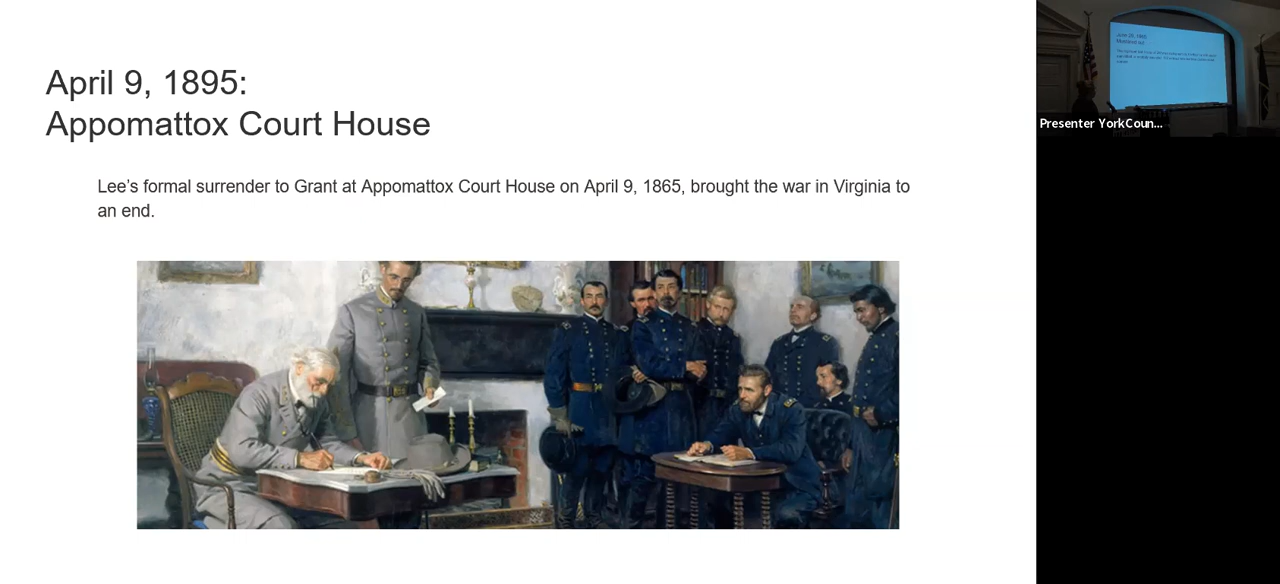 April 9, 1895:
Appomattox Court House
Lee’s formal surrender to Grant at Appomattox Court House on April 9, 1865, brought the war in Virginia to
an end.
Presenter YorkCoun...